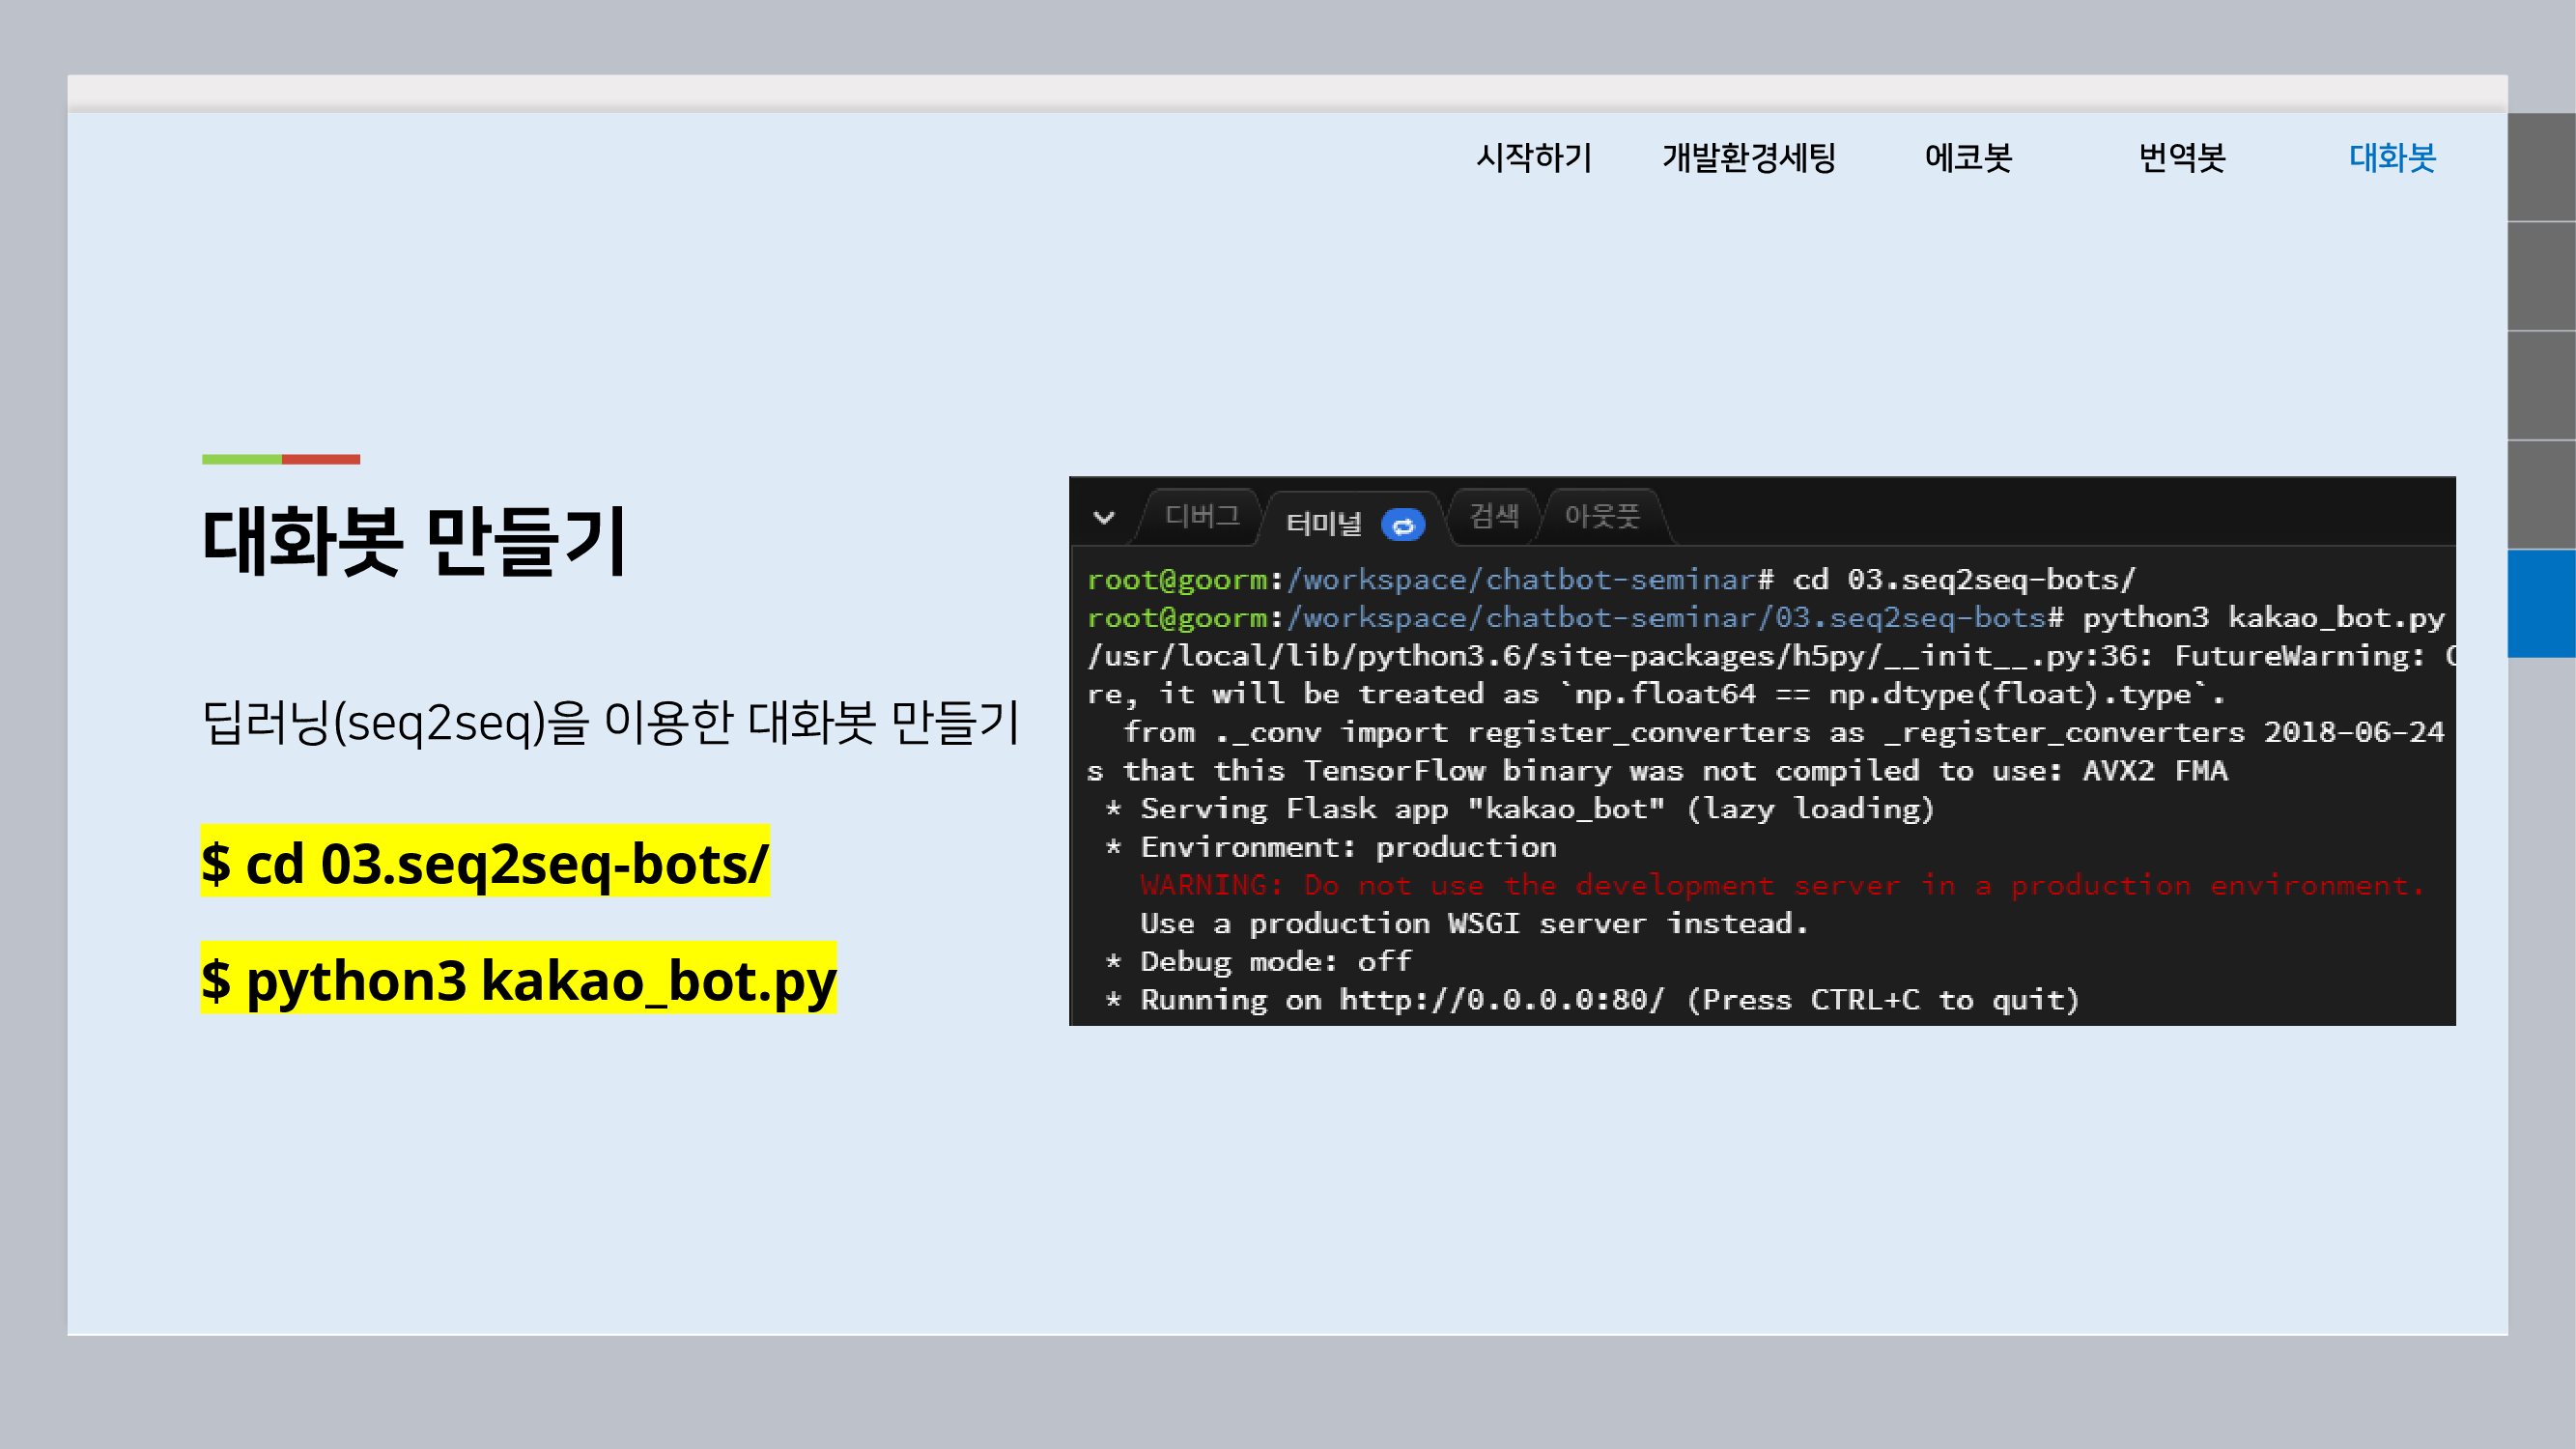 시작하기 개발환경세팅 에코봇 번역봇 대화봇
대화봇 만들기
딥러닝(seq2seq)을 이용한 대화봇 만들기
$ cd 03.seq2seq-bots/
$ python3 kakao_bot.py
디버그 터미널 검색 아웃풋
root@goorm:/workspace/chatbot-seminar# cd 03.seq2seq-bots/
root@goorm:/workspace/chatbot-seminar/03.seq2seq-bots# python3 kakao_bot.py
/usr/local/lib/python3.6/site-packages/h5py/__init__.py:36: FutureWarning:
re, it will be treated as `np.float64 == np.dtype(float).type`.
from ._conv import register_converters as _register_converters 2018-06-24
s that this TensorFlow binary was not compiled to use: AVX2 FMA
* Serving Flask app "kakao_bot" (lazy loading)
* Environment: production
WARNING: Do not use the development server in a production environment.
Use a production WSGI server instead.
* Debug mode: off
* Running on http://0.0.0.0:80/ (Press CTRL+C to quit)